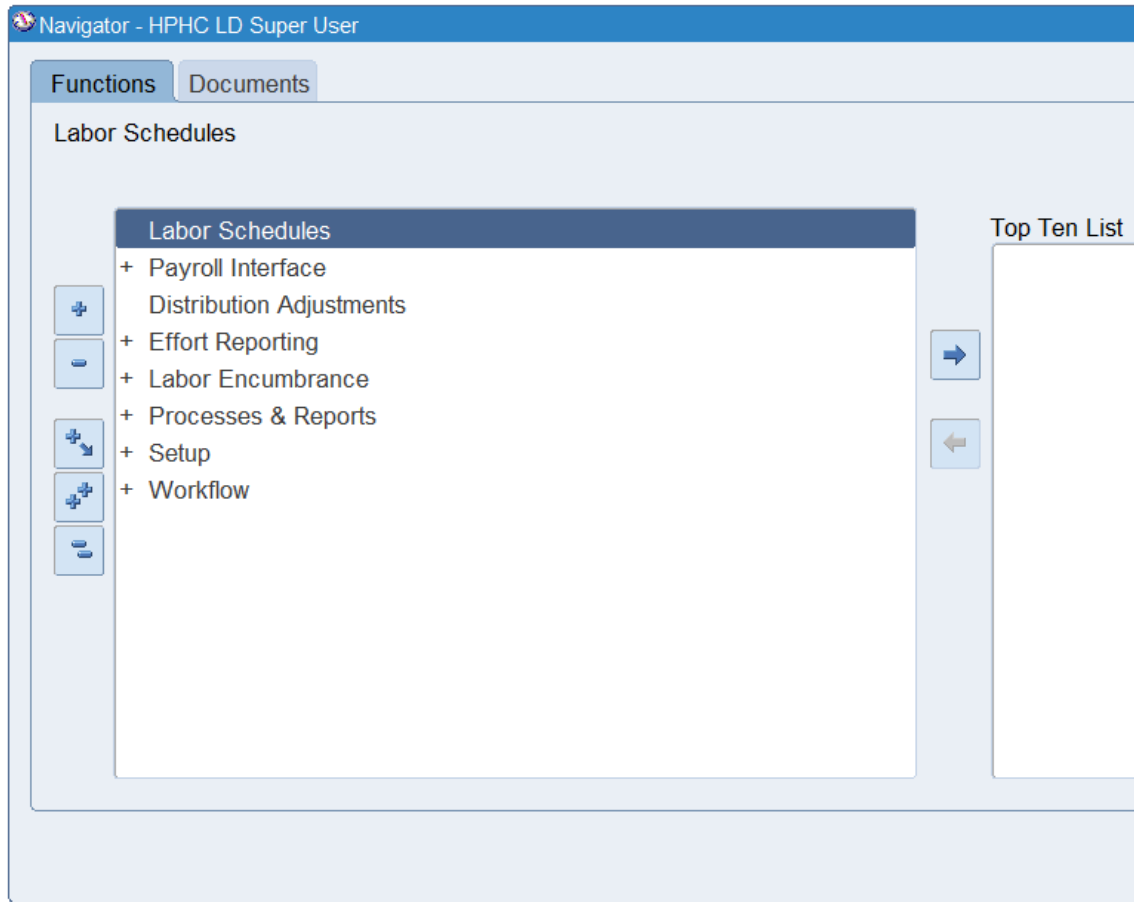 Navigator - HPHC LD Super User
Functions
Documents
Labor Schedules
Top Ten List
Labor Schedules
+ Payroll Interface
Distribution Adjustments
+ Effort Reporting
+ Labor Encumbrance
+ Processes & Reports
+ Setup
+ Workflow